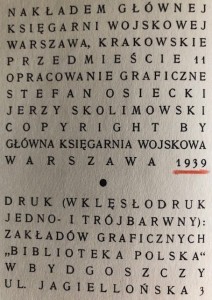 NAKŁADEM GŁÓWNEJ
KSIĘGARNI WOJSKOWEJ
WARSZAWA, KRAKOWSKIE
PRZEDMIEŚCIE 11
OPRACOWANIE GRAFICZNE
STEFAN OSIECKI
JERZY SKOLIMOWSKI
COPYRIGHT BY
GŁÓWNA KSIĘGARNIA WOJSKOWA
WARSZAWA 1939
DRUK (WKLĘSŁODRUK
JEDNO- I TRÓJBARWNY):
ZAKŁADÓW GRAFICZNYCH
„BIBLIOTEKA POLSKA"
W BYDGOSZCZY
UL. JAGIELLOŃSKA 3